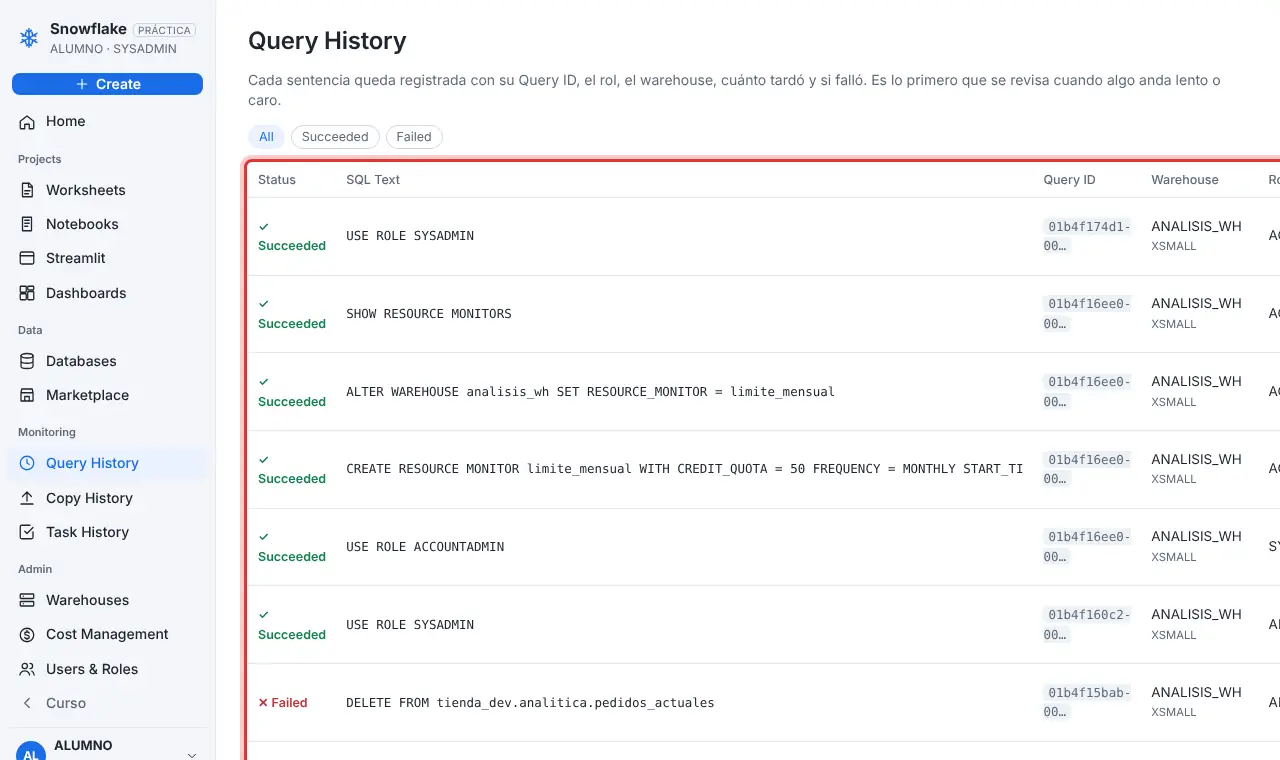 Snowflake PRÁCTICA
ALUMNO · SYSADMIN
+ Create
Home
Projects
Worksheets
Notebooks
Streamlit
Dashboards
Data
Databases
Marketplace
Monitoring
Query History
Copy History
Task History
Admin
Warehouses
Cost Management
Users & Roles
Curso
AL ALUMNO
Query History
Cada sentencia queda registrada con su Query ID, el rol, el warehouse, cuánto tardó y si falló. Es lo primero que se revisa cuando algo anda lento o
caro.
All Succeeded Failed
Status SQL Text Query ID Warehouse
✓ Succeeded USE ROLE SYSADMIN 01b4f174d1-00… ANALISIS_WH XSMALL
✓ Succeeded SHOW RESOURCE MONITORS 01b4f16ee0-00… ANALISIS_WH XSMALL
✓ Succeeded ALTER WAREHOUSE analisis_wh SET RESOURCE_MONITOR = limite_mensual 01b4f16ee0-00… ANALISIS_WH XSMALL
✓ Succeeded CREATE RESOURCE MONITOR limite_mensual WITH CREDIT_QUOTA = 50 FREQUENCY = MONTHLY START_TI 01b4f16ee0-00… ANALISIS_WH XSMALL
✓ Succeeded USE ROLE ACCOUNTADMIN 01b4f16ee0-00… ANALISIS_WH XSMALL
✓ Succeeded USE ROLE SYSADMIN 01b4f160c2-00… ANALISIS_WH XSMALL
✕ Failed DELETE FROM tienda_dev.analitica.pedidos_actuales 01b4f15bab-00… ANALISIS_WH XSMALL